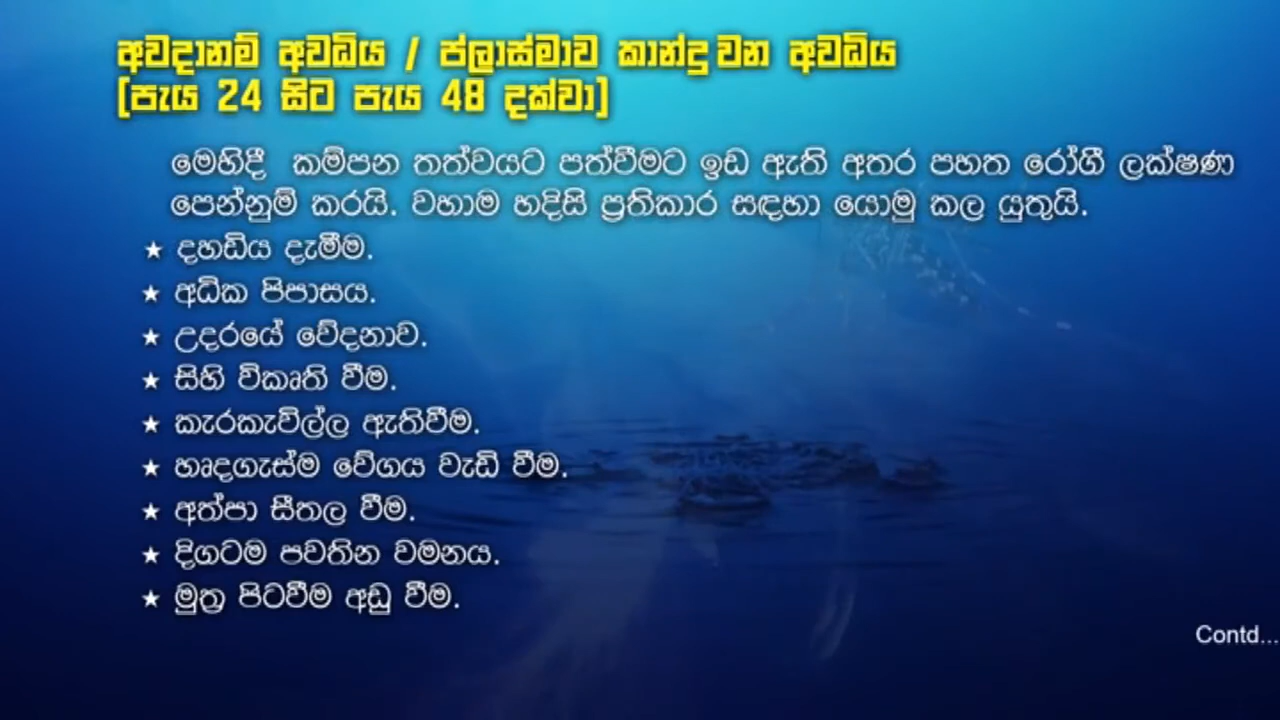 අවදානම් අවධිය / ප්ලාස්මාව කාන්දු වන අවධිය
[පැය 24 සිට පැය 48 දක්වා]
මෙහිදී කම්පන තත්වයට පත්වීමට ඉඩ ඇති අතර පහත රෝගී ලක්ෂණ
පෙන්නුම් කරයි. වහාම හදිසි ප්‍රතිකාර සඳහා යොමු කල යුතුයි.
★ දහඩිය දැමීම.
★ අධික පිපාසය.
★ උදරයේ වේදනාව.
★ සිහි විකෘති වීම.
★ කැරකැවිල්ල ඇතිවීම.
★ හෘදගැස්ම වේගය වැඩි වීම.
★ අත්පා සීතල වීම.
★ දිගටම පවතින වමනය.
★ මුත්‍ර පිටවීම අඩු වීම.
Contd...